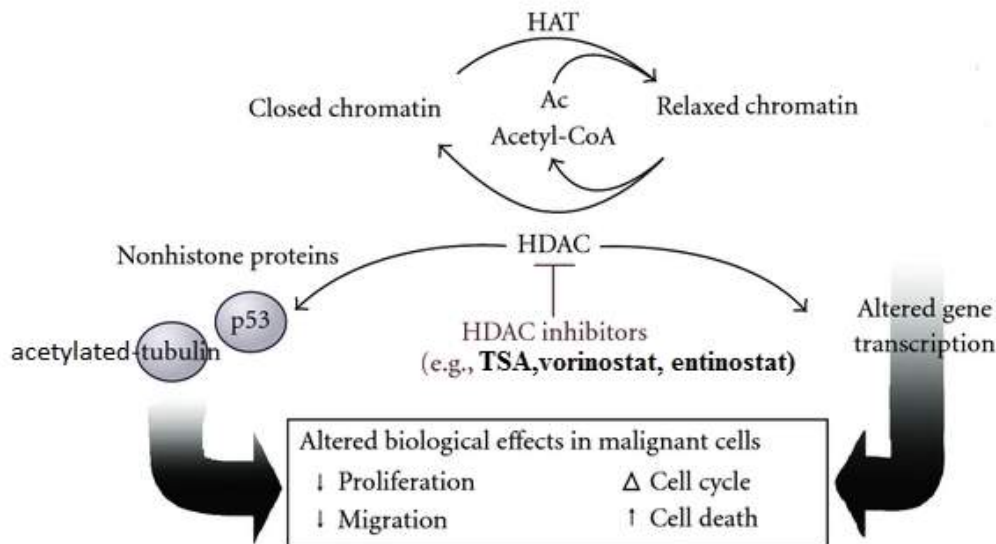 HAT
Closed chromatin
Ac
Relaxed chromatin
Acetyl-CoA
HDAC
Nonhistone proteins
p53
acetylated-tubulin
HDAC inhibitors
(e.g., TSA,vorinostat, entinostat)
Altered gene
transcription
Altered biological effects in malignant cells
↓ Proliferation
Δ Cell cycle
↓ Migration
↑ Cell death